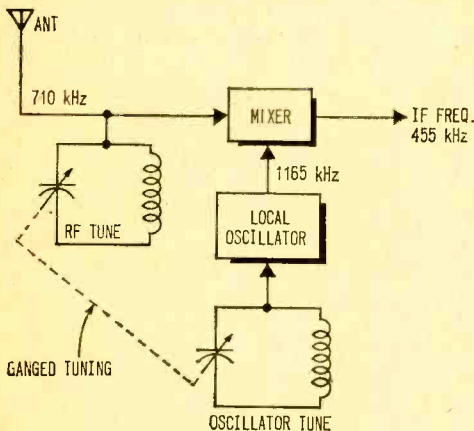 ANT
710 kHz
MIXER
IF FREQ.
455 kHz
1165 kHz
RF TUNE
LOCAL
OSCILLATOR
GANGED TUNING
OSCILLATOR TUNE